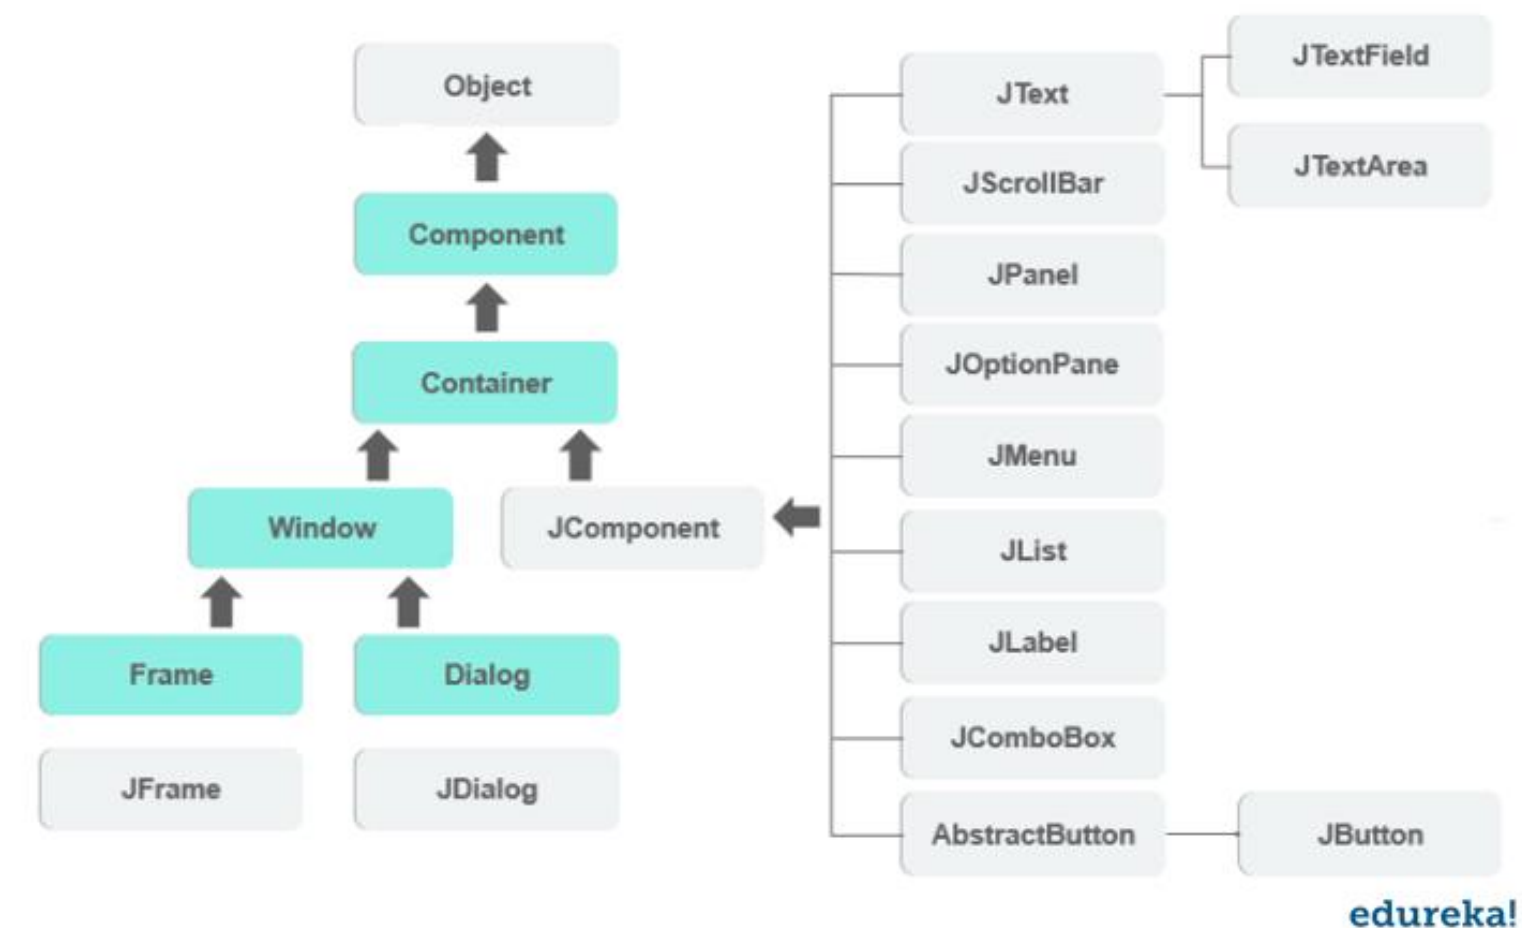 Object
Component
Container
Window
JComponent
Frame
Dialog
JFrame
JDialog
JText
JTextField
JTextArea
JScrollBar
JPanel
JOptionPane
JMenu
JList
JLabel
JComboBox
AbstractButton
JButton
edureka!